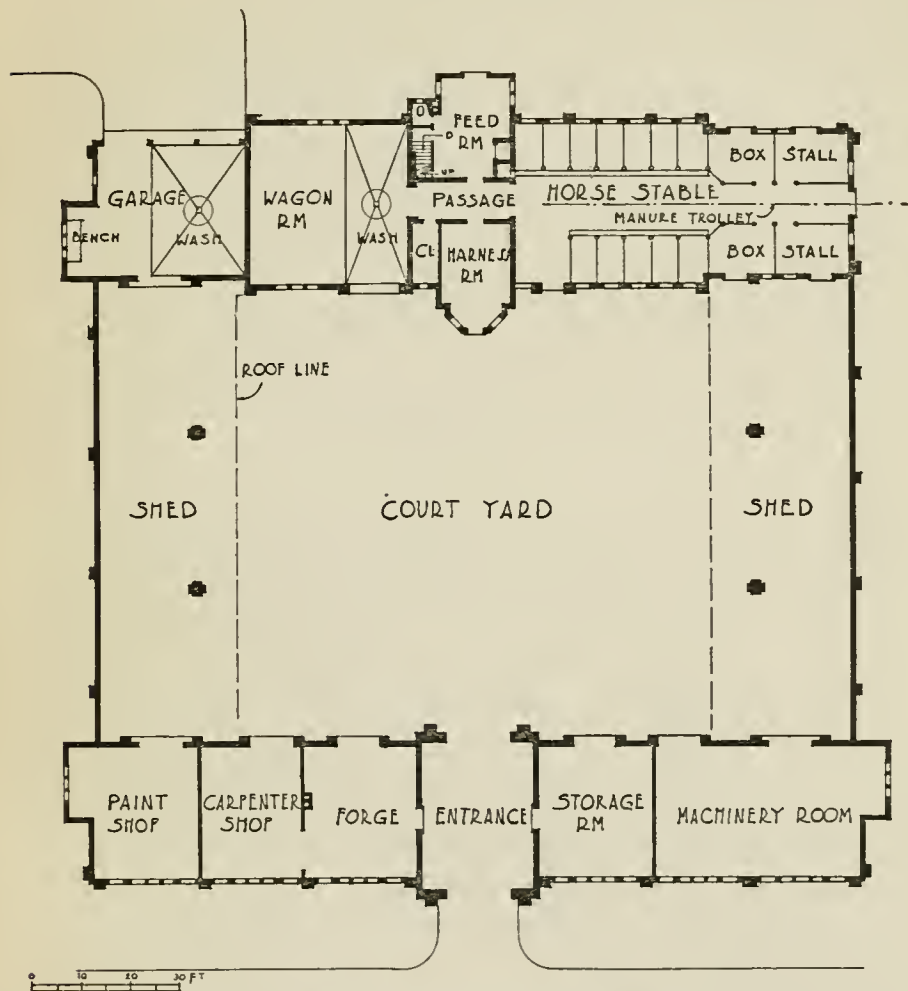 FEED
RM
D
UP
BOX STALL
GARAGE
WAGON
RM
PASSAGE
HORSE STABLE
MANURE TROLLEY
BENCH
WASH
WASH
CL
HARNESS
RM
BOX STALL
ROOF LINE
SHED
COURT YARD
SHED
PAINT
SHOP
CARPENTER
SHOP
FORGE
ENTRANCE
STORAGE
RM
MACHINERY ROOM
0 10 20 30 FT